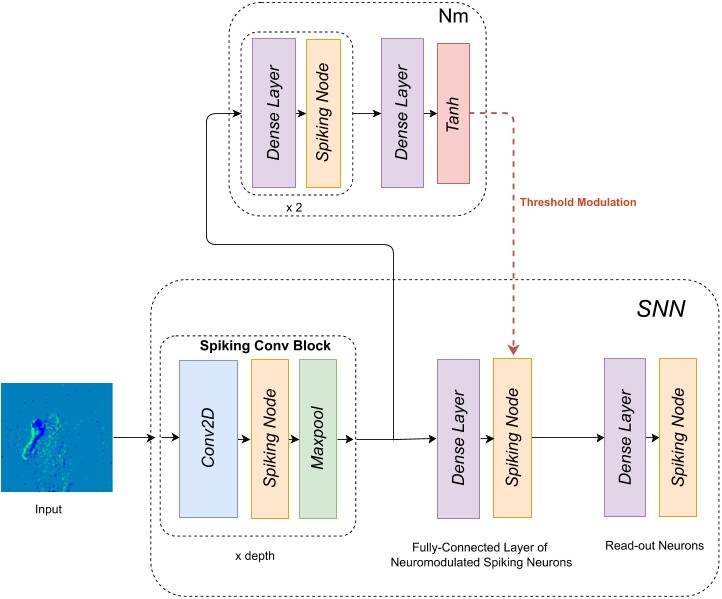 Nm
Dense Layer
Spiking Node
Dense Layer
Tanh
x 2
Threshold Modulation
SNN
Spiking Conv Block
Conv2D
Spiking Node
Maxpool
Dense Layer
Spiking Node
Dense Layer
Spiking Node
Input
x depth
Fully-Connected Layer of
Neuromodulated Spiking Neurons
Read-out Neurons